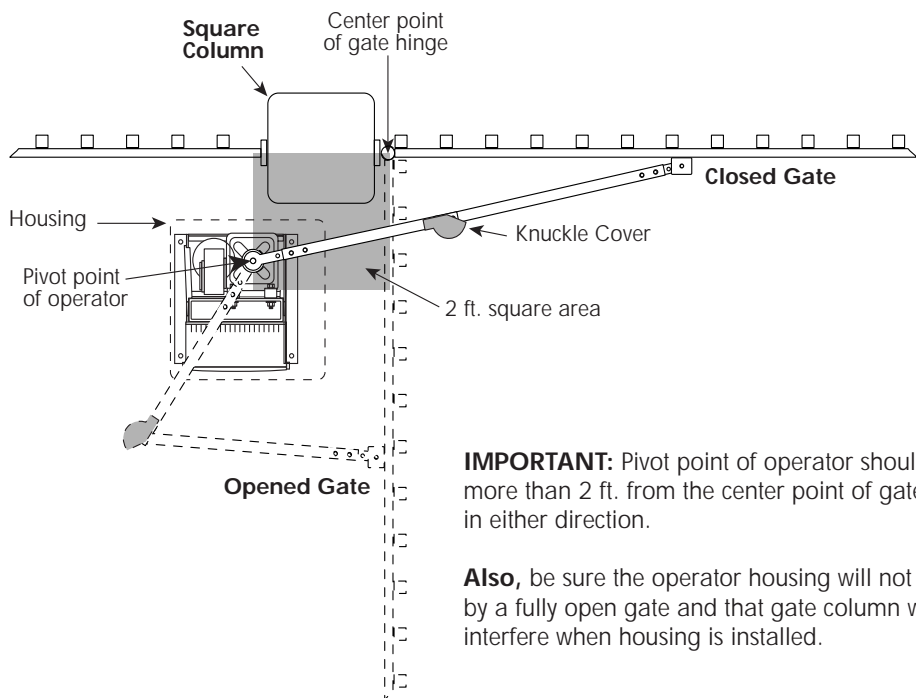 Square
Column
Center point
of gate hinge
Closed Gate
Housing
Knuckle Cover
Pivot point
of operator
2 ft. square area
Opened Gate
IMPORTANT: Pivot point of operator
more than 2 ft. from the center point of gate
in either direction.
Also, be sure the operator housing will not
by a fully open gate and that gate column
interfere when housing is installed.